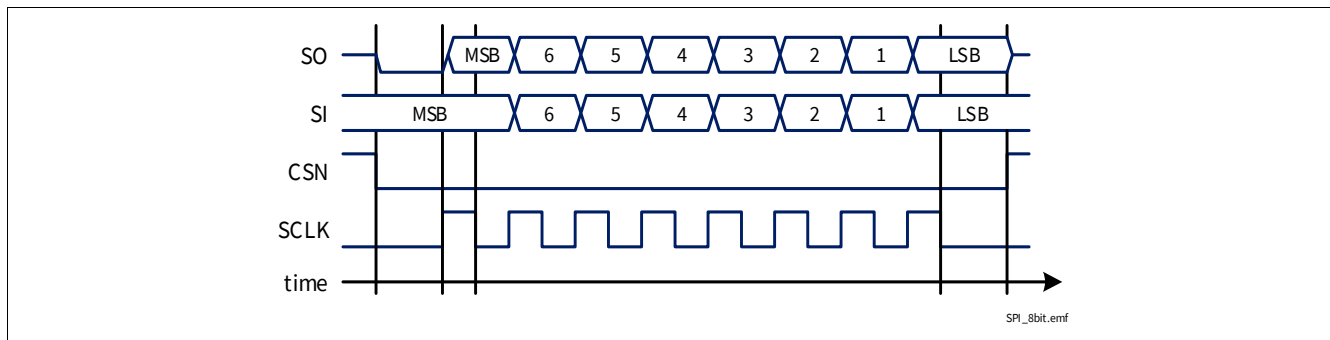 SO MSB 6 5 4 3 2 1 LSB
SI MSB 6 5 4 3 2 1 LSB
CSN
SCLK
time
SPI_8bit.emf